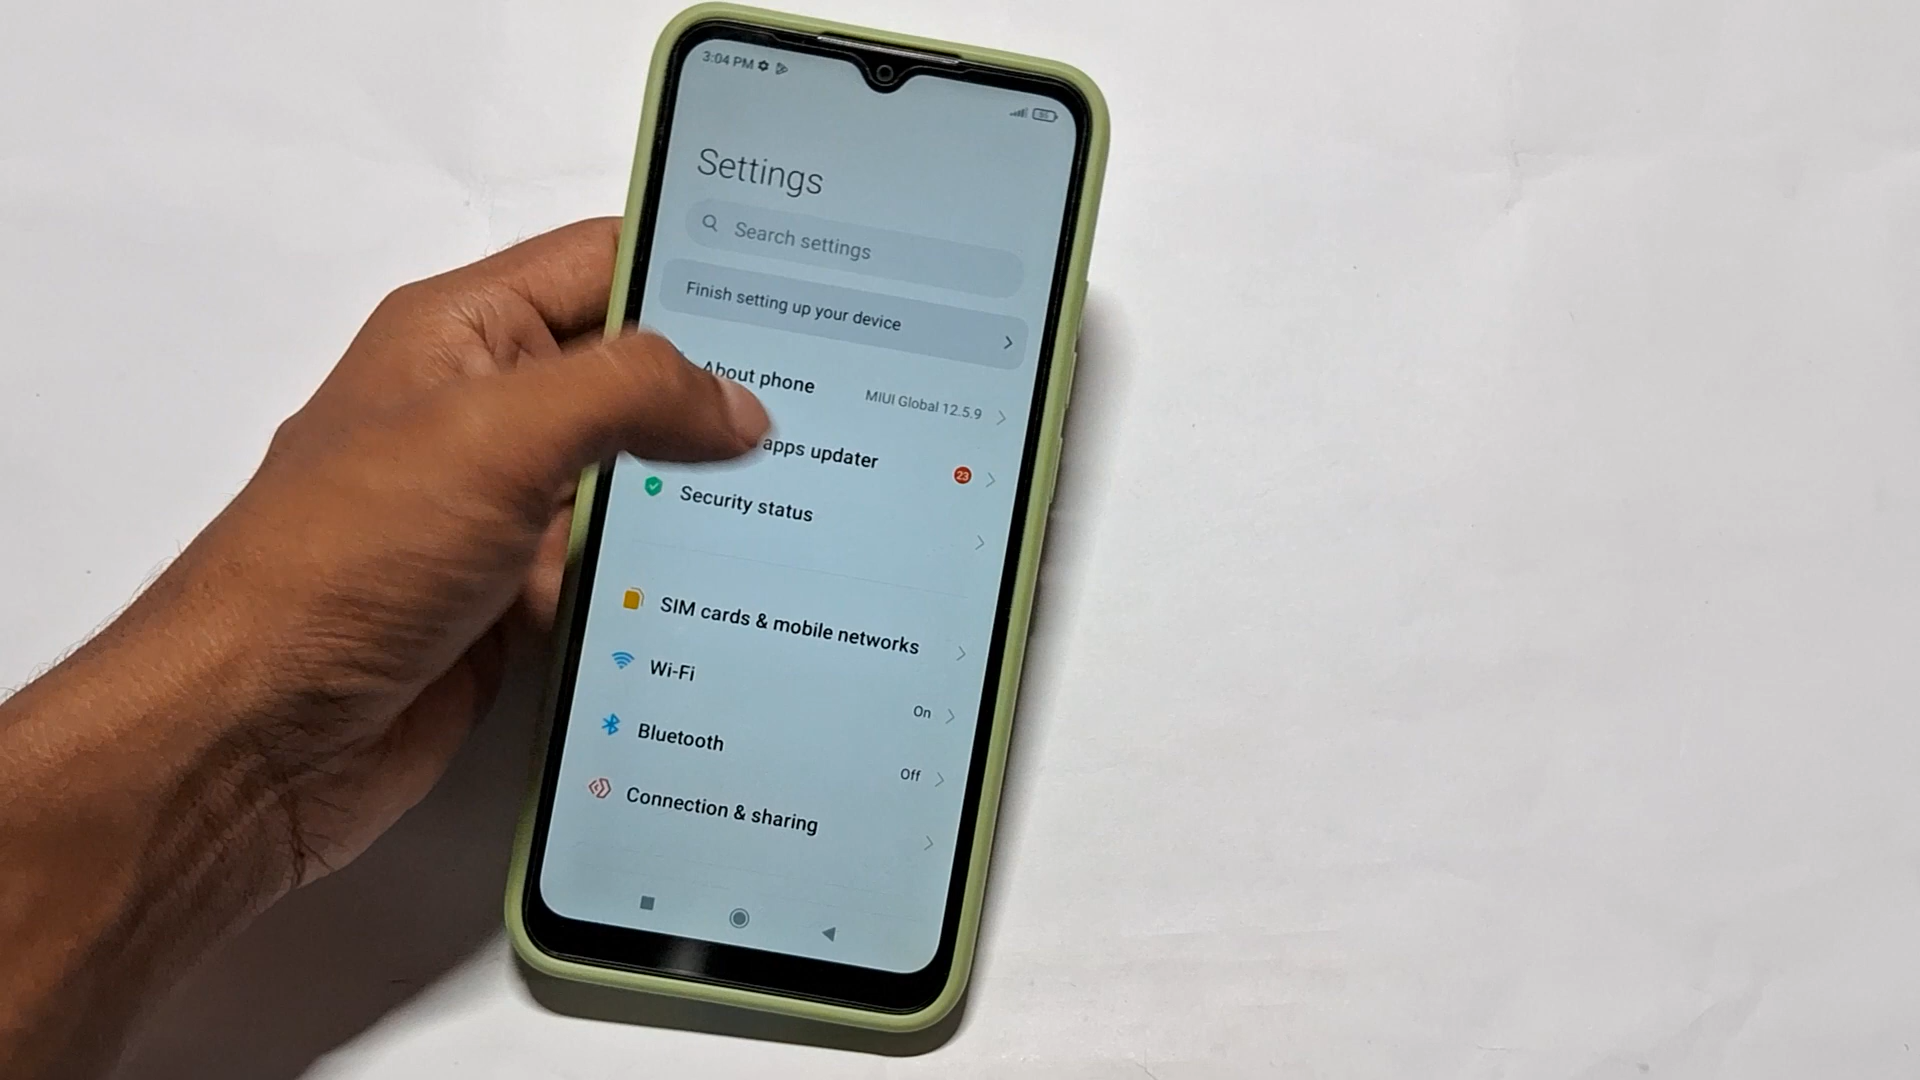 3:04 PM
Settings
Search settings
Finish setting up your device
About phone
MIUI Global 12.5.9
apps updater
23
Security status
SIM cards & mobile networks
Wi-Fi
On
Bluetooth
Off
Connection & sharing